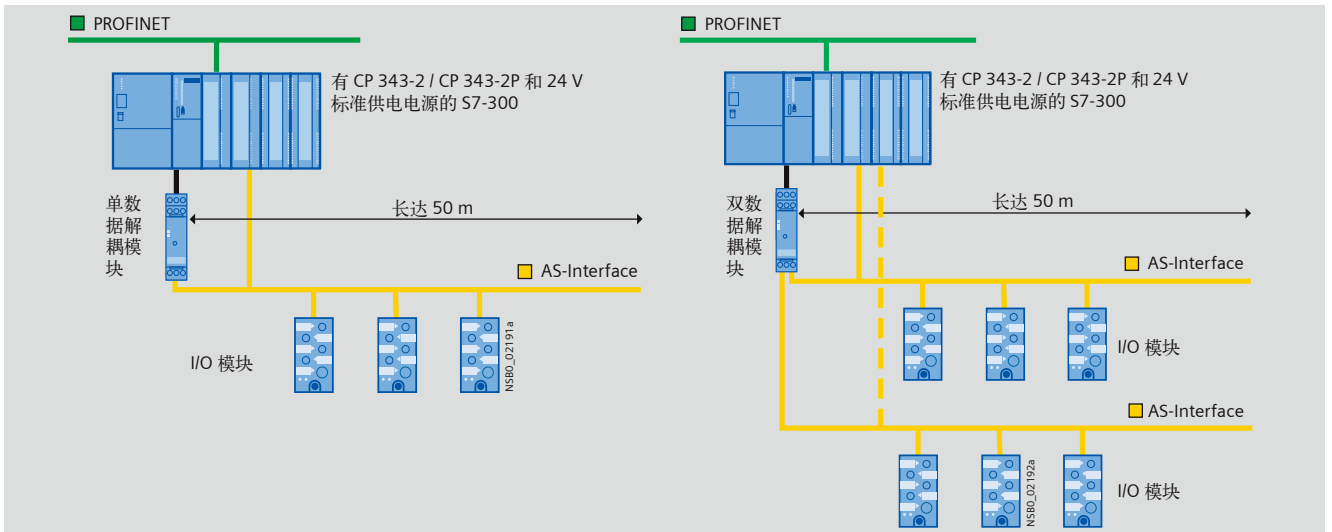 PROFINET
有 CP 343-2 / CP 343-2P 和 24 V
标准供电电源的 S7-300
单数
据解
耦模
块
长达 50 m
AS-Interface
I/O 模块
NSB0_02191a
PROFINET
有 CP 343-2 / CP 343-2P 和 24 V
标准供电电源的 S7-300
双数
据解
耦模
块
长达 50 m
AS-Interface
I/O 模块
AS-Interface
I/O 模块
NSB0_02192a